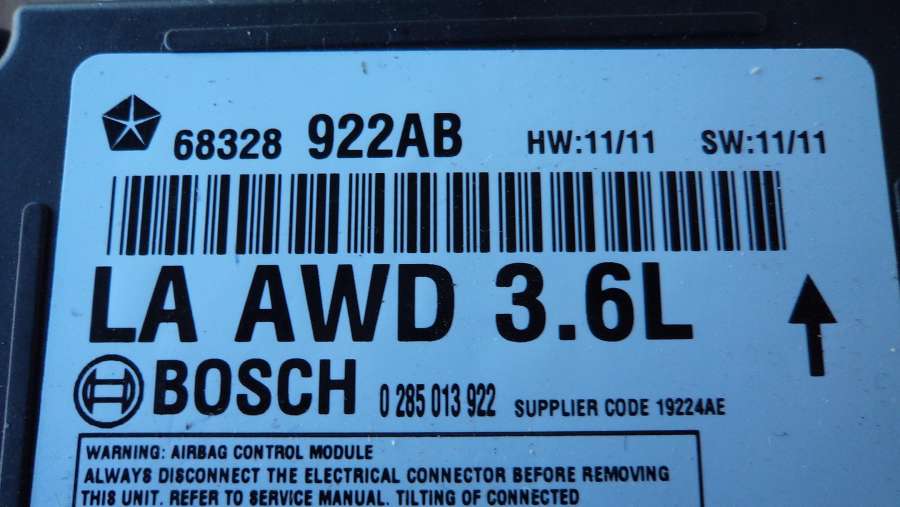 68328 922AB HW:11/11 SW:11/11
LA AWD 3.6L
BOSCH 0 285 013 922 SUPPLIER CODE 19224AE
WARNING: AIRBAG CONTROL MODULE
ALWAYS DISCONNECT THE ELECTRICAL CONNECTOR BEFORE REMOVING
THIS UNIT. REFER TO SERVICE MANUAL. TILTING OF CONNECTED